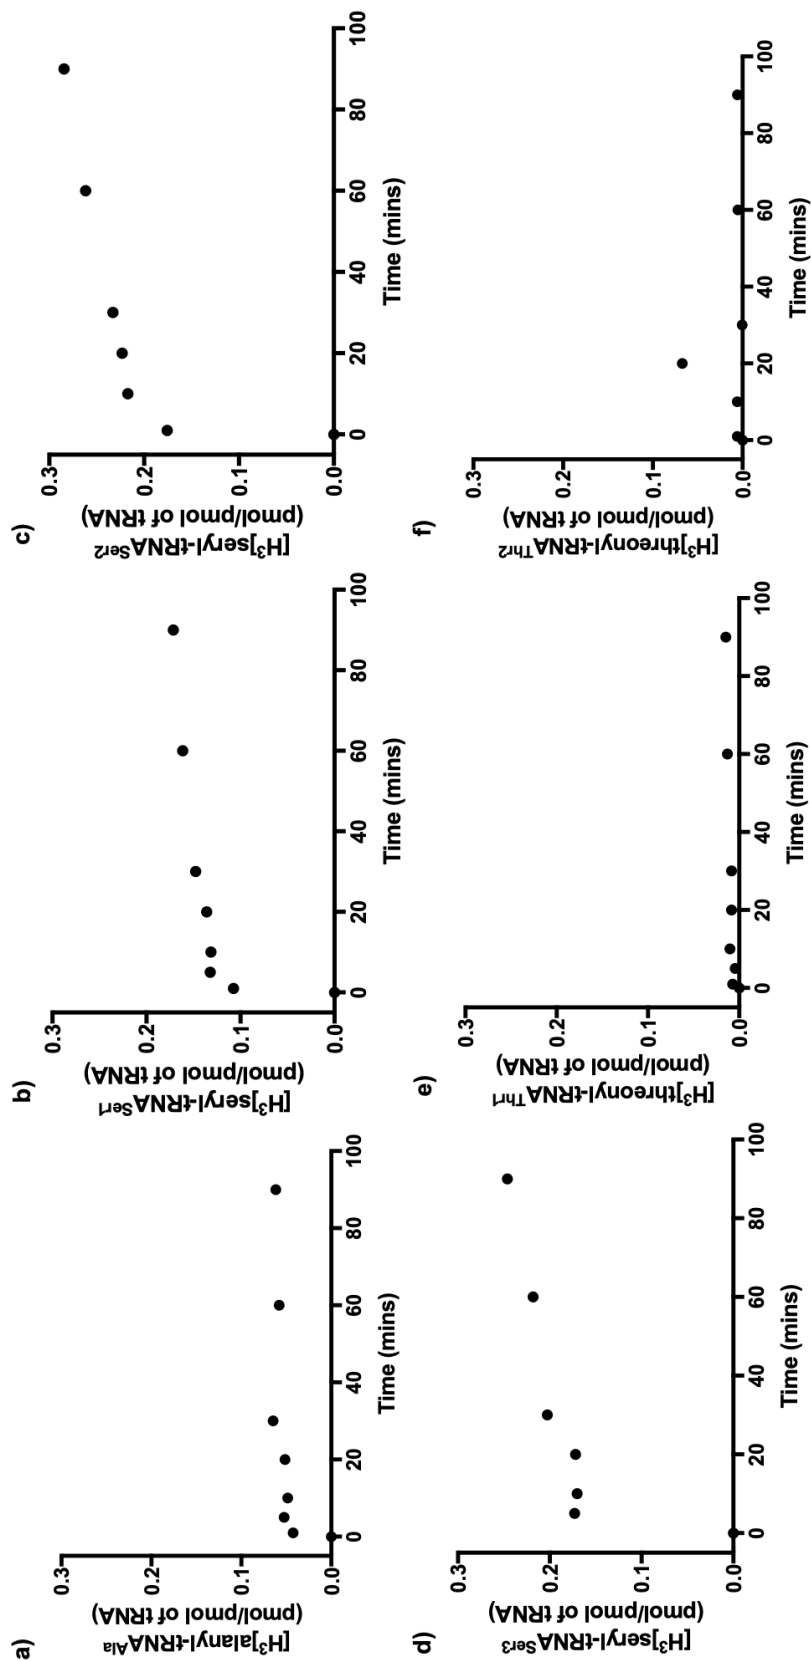 a)
[H³]alanyl-tRNAᴬˡᵃ
(pmol/pmol of tRNA)
0.3
0.2
0.1
0.0
0 20 40 60 80 100
Time (mins)
b)
[H³]seryl-tRNAˢᵉʳ¹
(pmol/pmol of tRNA)
0.3
0.2
0.1
0.0
0 20 40 60 80 100
Time (mins)
c)
[H³]seryl-tRNAˢᵉʳ²
(pmol/pmol of tRNA)
0.3
0.2
0.1
0.0
0 20 40 60 80 100
Time (mins)
d)
[H³]seryl-tRNAˢᵉʳ³
(pmol/pmol of tRNA)
0.3
0.2
0.1
0.0
0 20 40 60 80 100
Time (mins)
e)
[H³]threonyl-tRNAᵀʰʳ¹
(pmol/pmol of tRNA)
0.3
0.2
0.1
0.0
0 20 40 60 80 100
Time (mins)
f)
[H³]threonyl-tRNAᵀʰʳ²
(pmol/pmol of tRNA)
0.3
0.2
0.1
0.0
0 20 40 60 80 100
Time (mins)